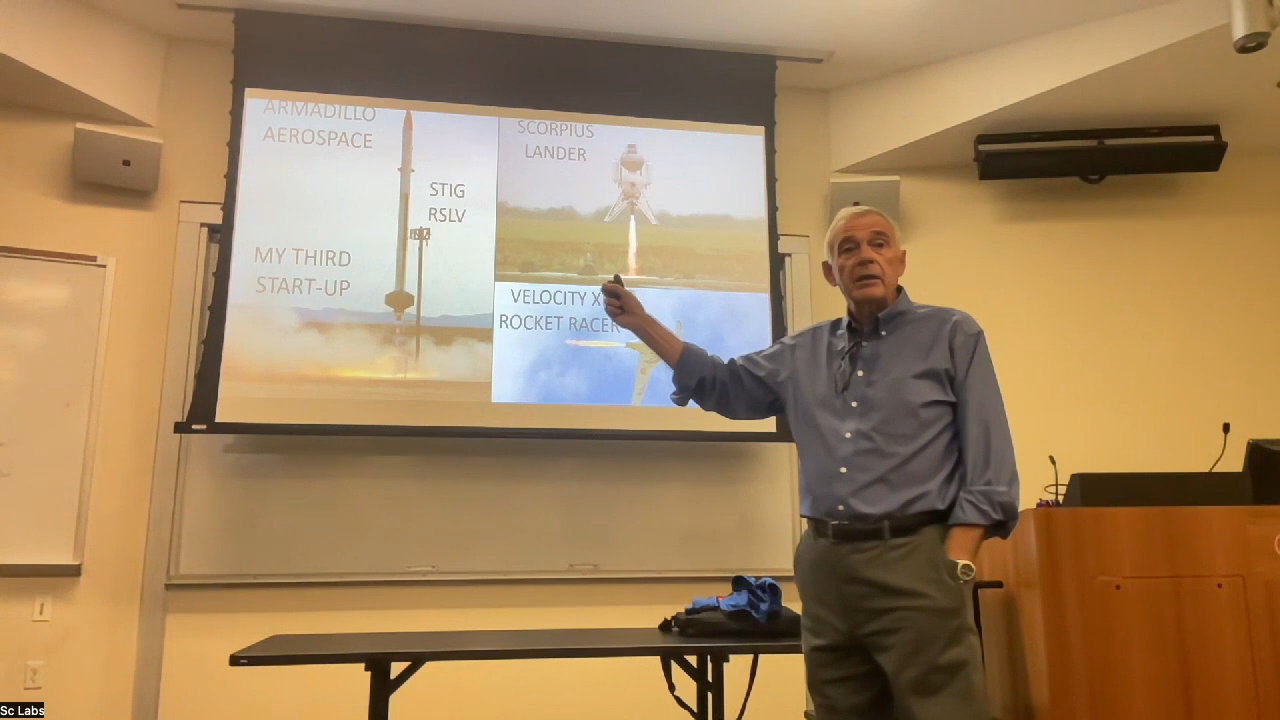 ARMADILLO
AEROSPACE
STIG
RSLV
MY THIRD
START-UP
SCORPIUS
LANDER
VELOCITY
ROCKET RACER
Sc Labs